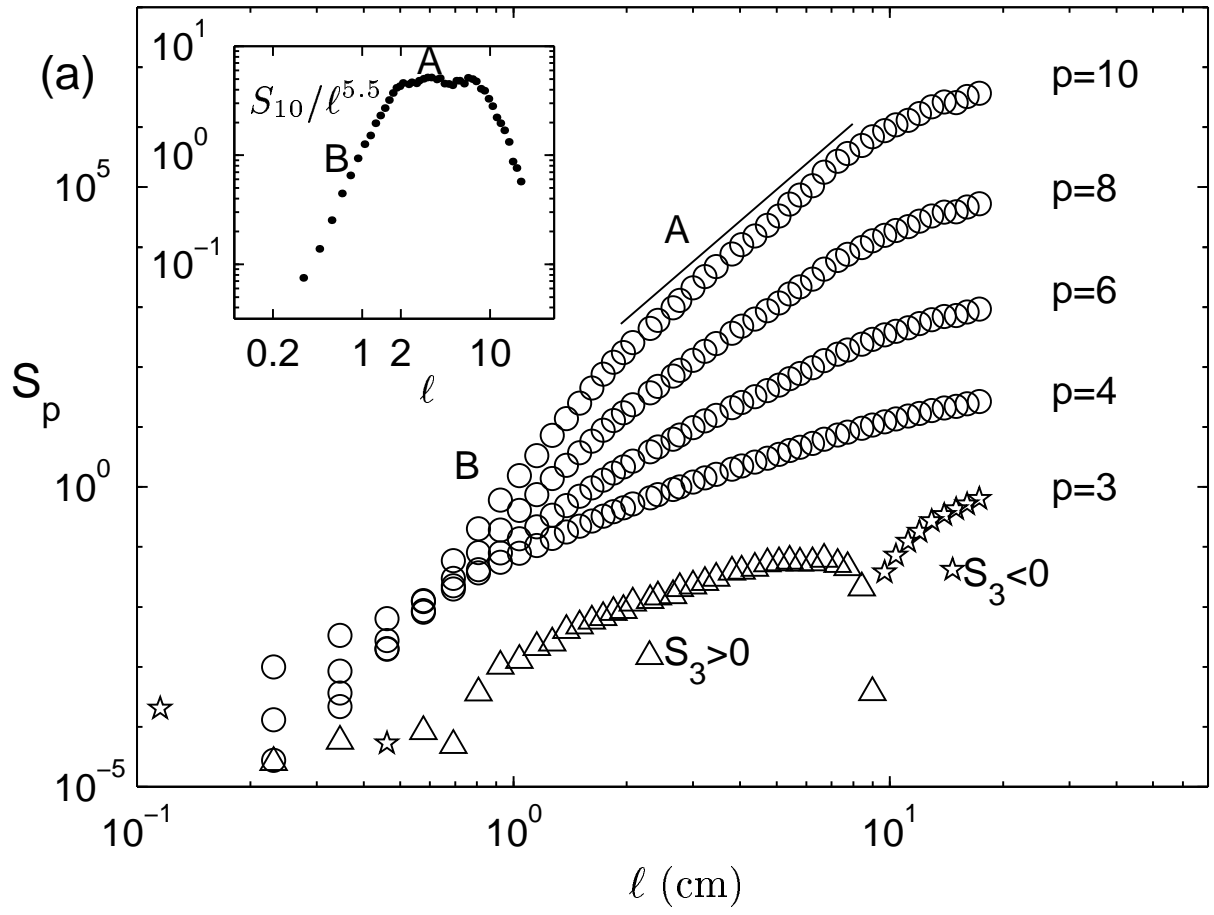 (a)
10^1
10^0
10^-1
S_10/ℓ^5.5
A
B
0.2 1 2 10
ℓ
p=10
p=8
p=6
p=4
p=3
A
B
S_3<0
S_3>0
S_p
10^5
10^0
10^-5
10^-1 10^0 10^1
ℓ (cm)